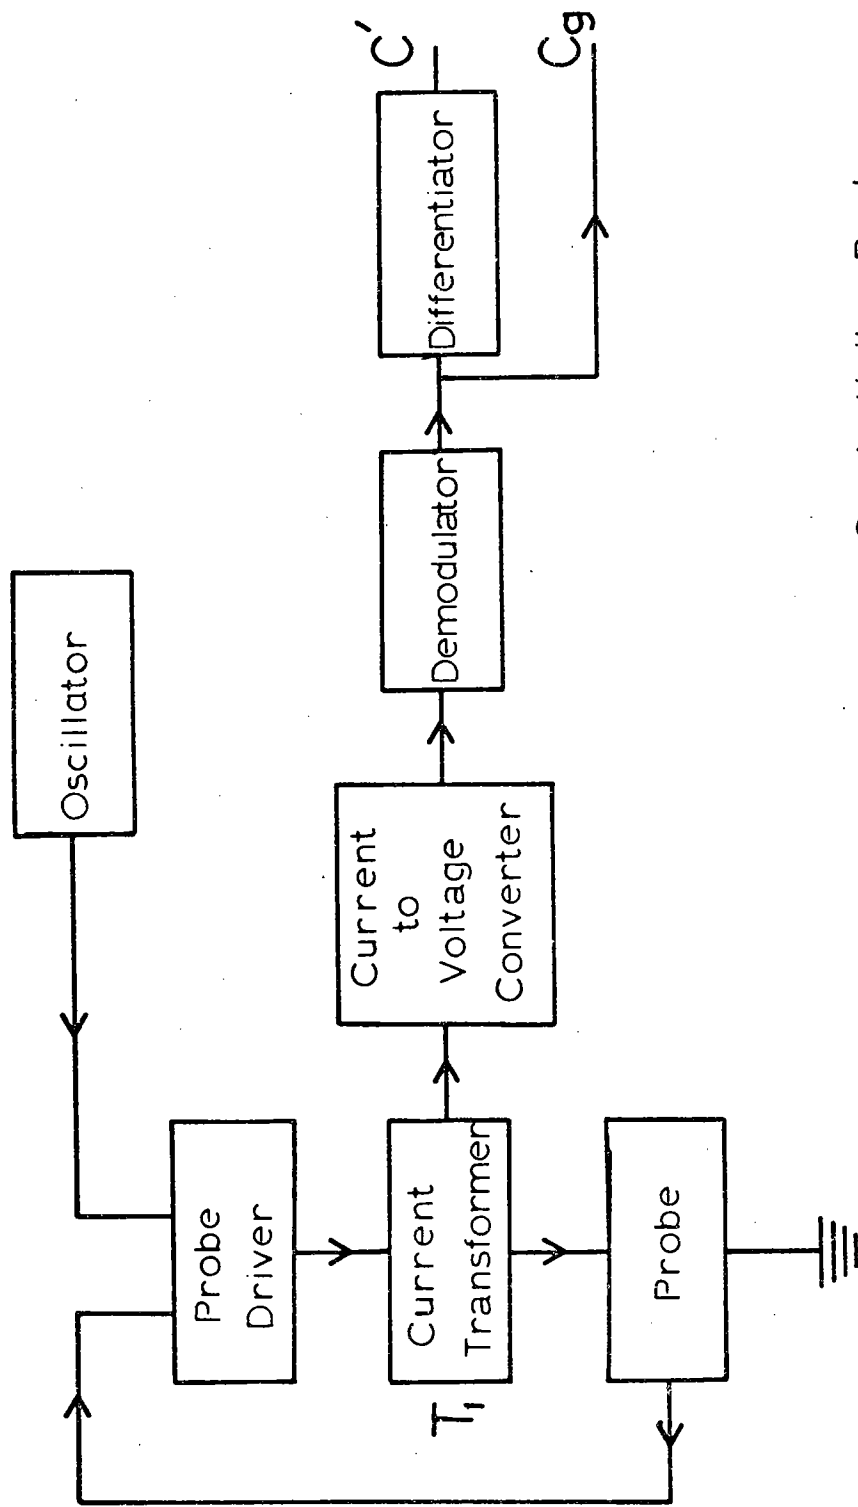 Oscillator
Probe
Driver
Current
Transformer
T1
Probe
Current
to
Voltage
Converter
Demodulator
Differentiator
C'
Cg